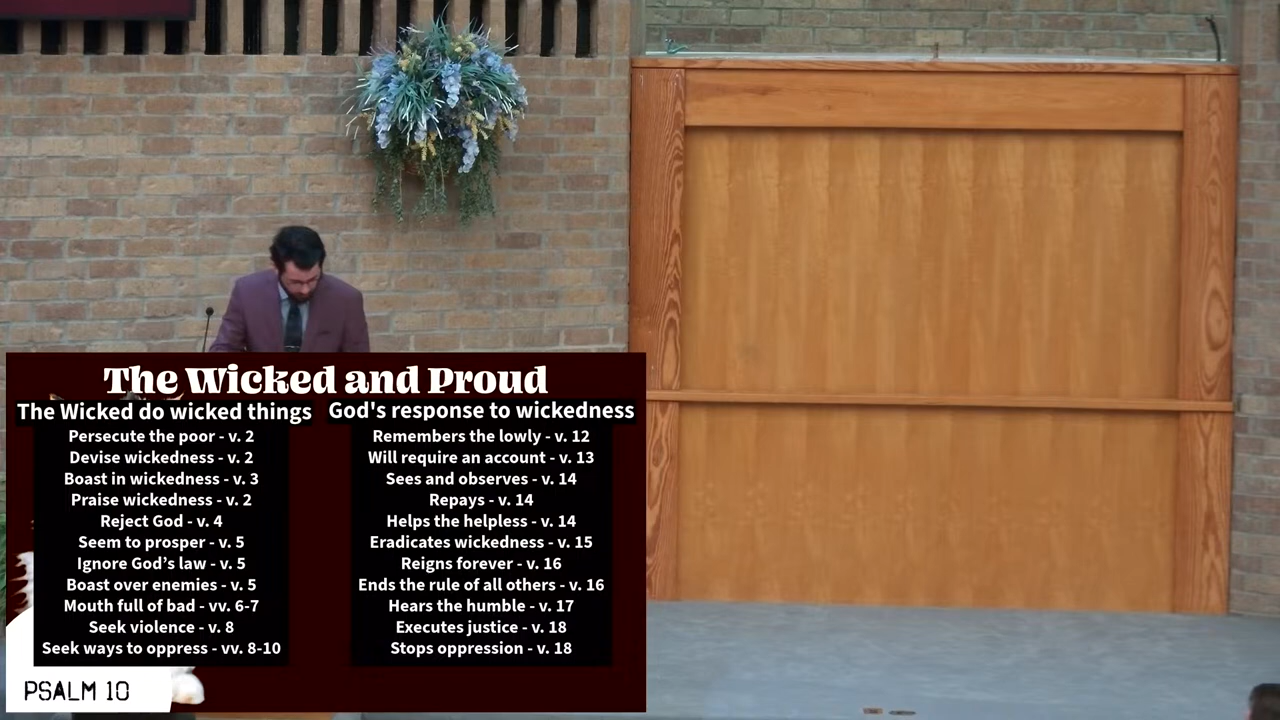 The Wicked and Proud
The Wicked do wicked things
Persecute the poor - v. 2
Devise wickedness - v. 2
Boast in wickedness - v. 3
Praise wickedness - v. 2
Reject God - v. 4
Seem to prosper - v. 5
Ignore God's law - v. 5
Boast over enemies - v. 5
Mouth full of bad - vv. 6-7
Seek violence - v. 8
Seek ways to oppress - vv. 8-10
God's response to wickedness
Remembers the lowly - v. 12
Will require an account - v. 13
Sees and observes - v. 14
Repays - v. 14
Helps the helpless - v. 14
Eradicates wickedness - v. 15
Reigns forever - v. 16
Ends the rule of all others - v. 16
Hears the humble - v. 17
Executes justice - v. 18
Stops oppression - v. 18
PSALM 10